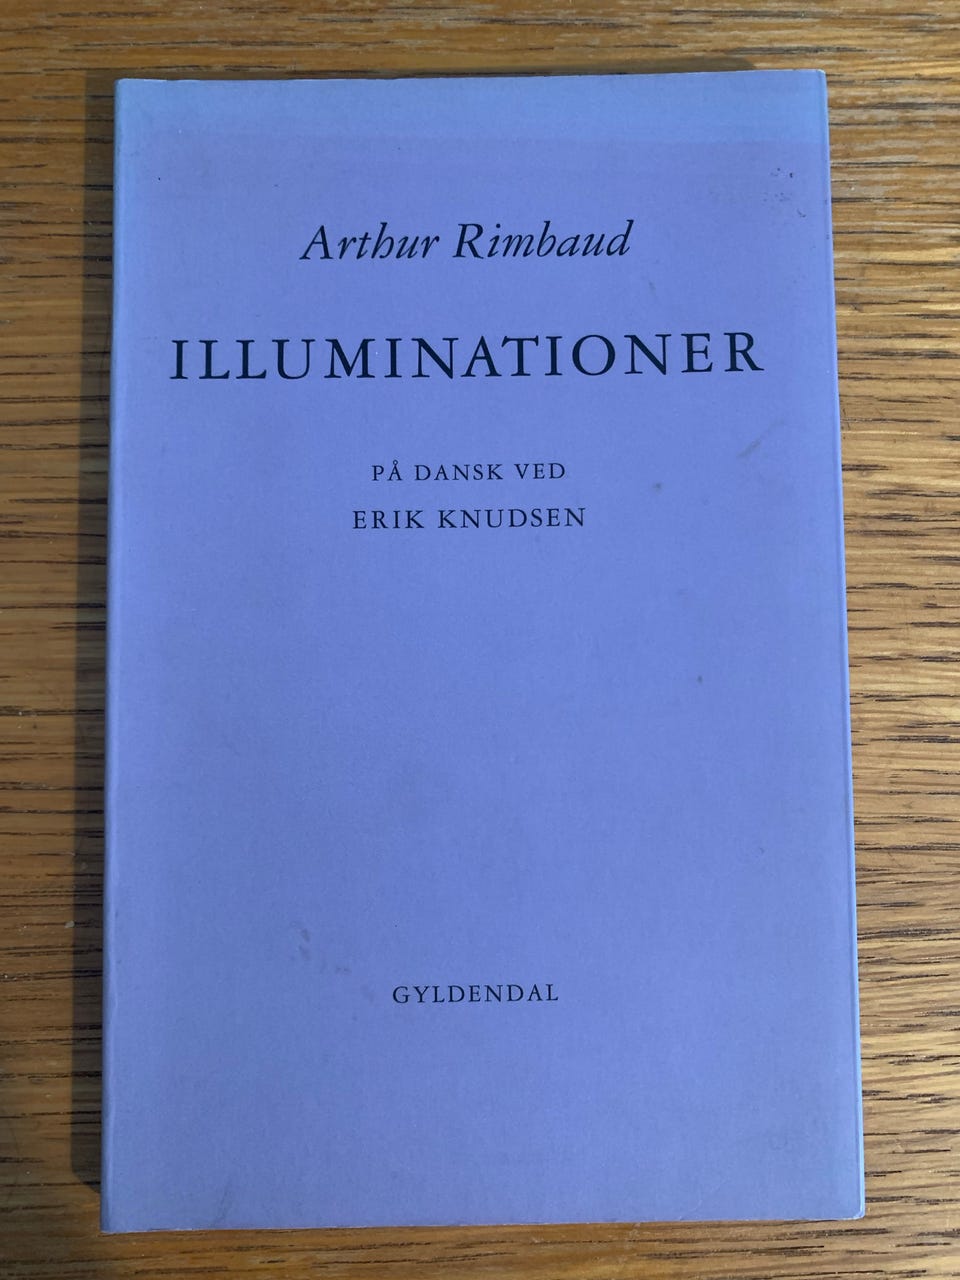 Arthur Rimbaud
ILLUMINATIONER
PÅ DANSK VED
ERIK KNUDSEN
GYLDENDAL